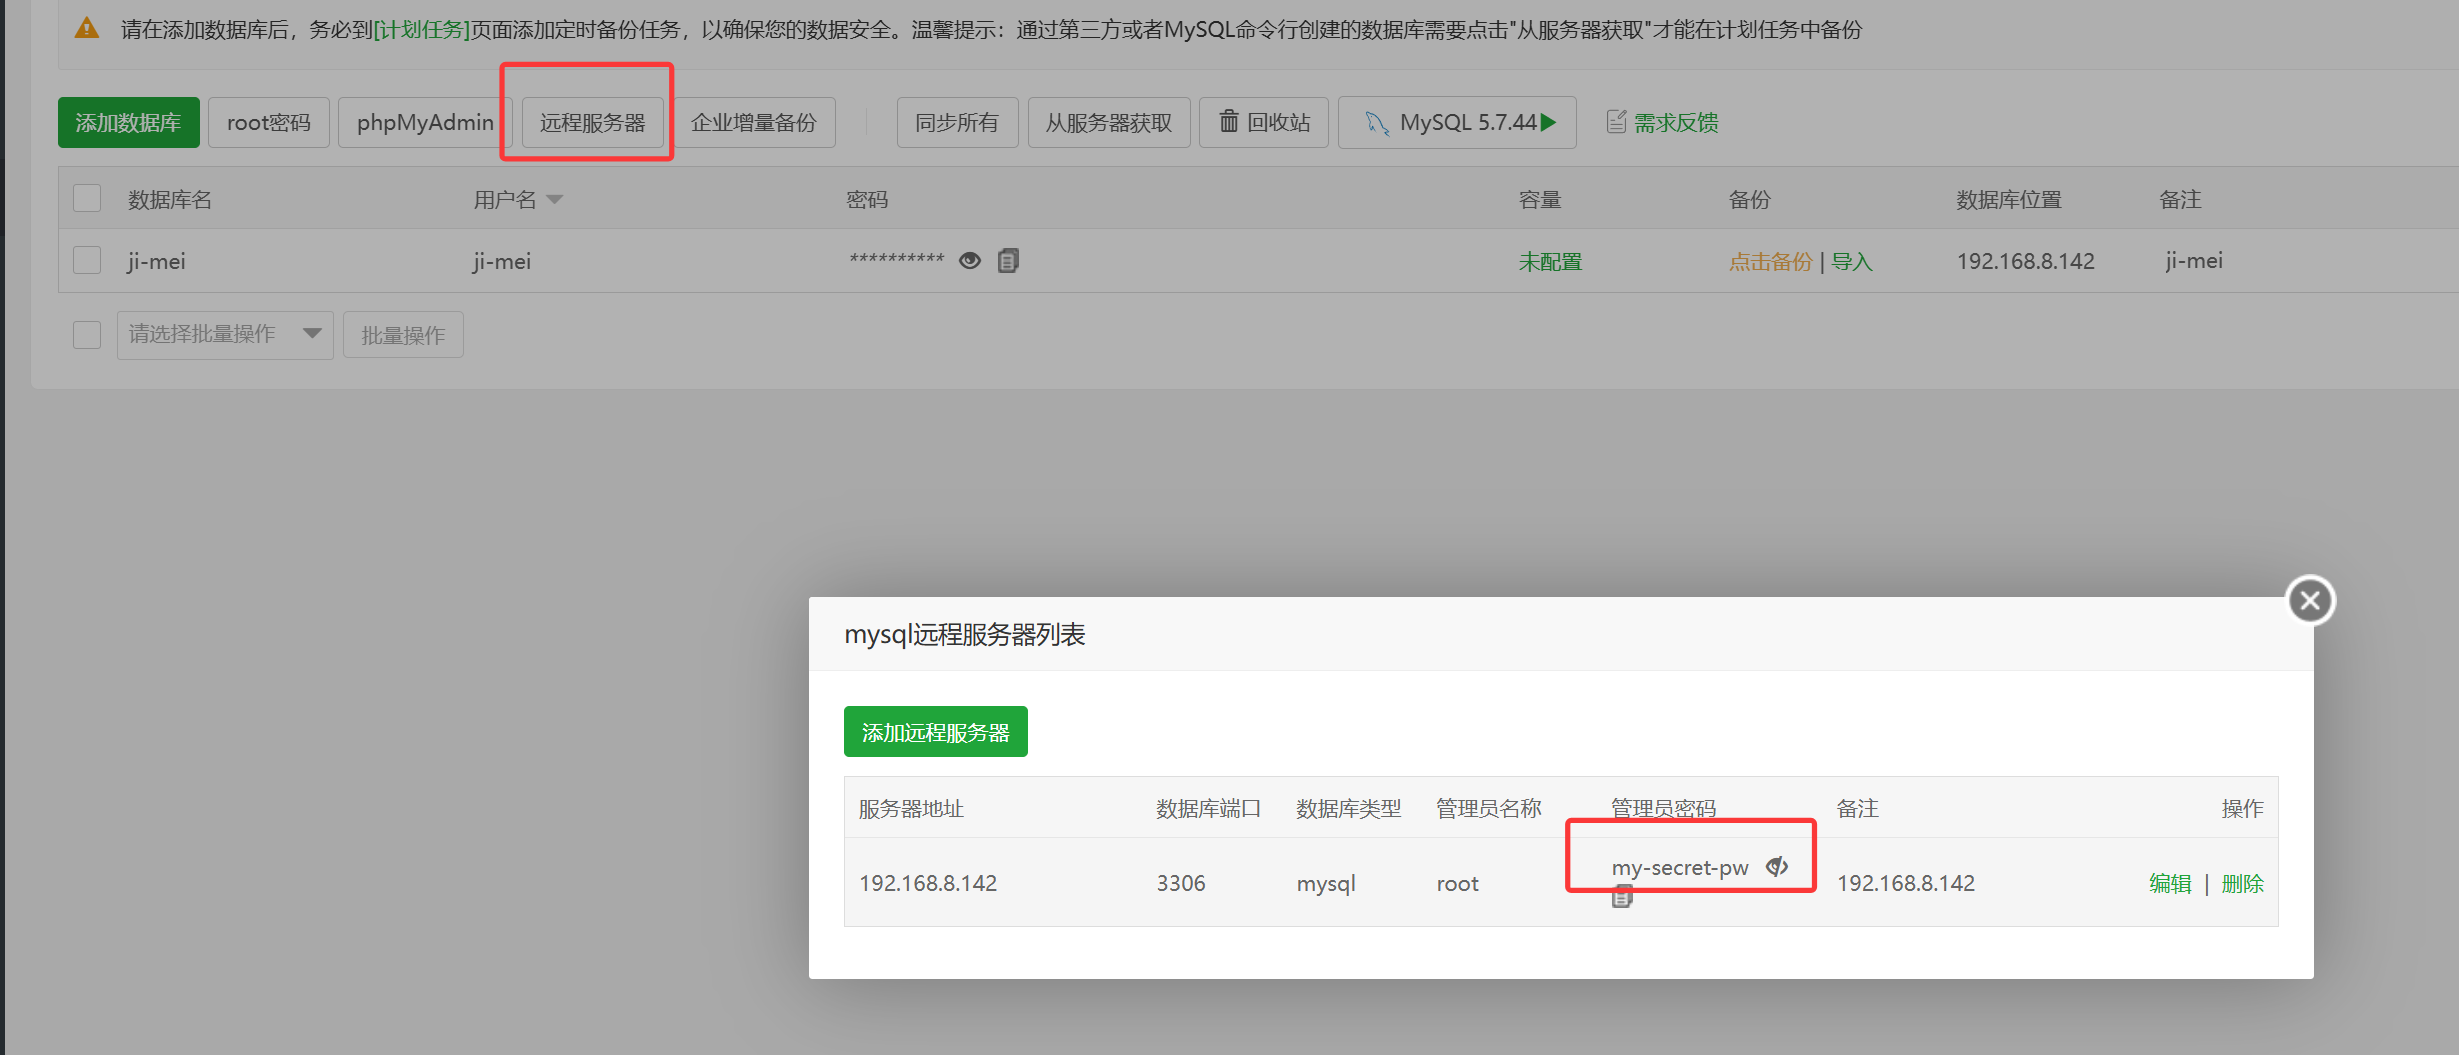 请在添加数据库后，务必到[计划任务]页面添加定时备份任务，以确保您的数据安全。温馨提示：通过第三方或者MySQL命令行创建的数据库需要点击"从服务器获取"才能在计划任务中备份
添加数据库 root密码 phpMyAdmin 远程服务器 企业增量备份 同步所有 从服务器获取 回收站 MySQL 5.7.44 需求反馈
数据库名 用户名 密码 容量 备份 数据库位置 备注
ji-mei ji-mei ********** 未配置 点击备份 | 导入 192.168.8.142 ji-mei
请选择批量操作 批量操作
mysql远程服务器列表
添加远程服务器
服务器地址 数据库端口 数据库类型 管理员名称 管理员密码 备注 操作
192.168.8.142 3306 mysql root my-secret-pw 192.168.8.142 编辑 | 删除